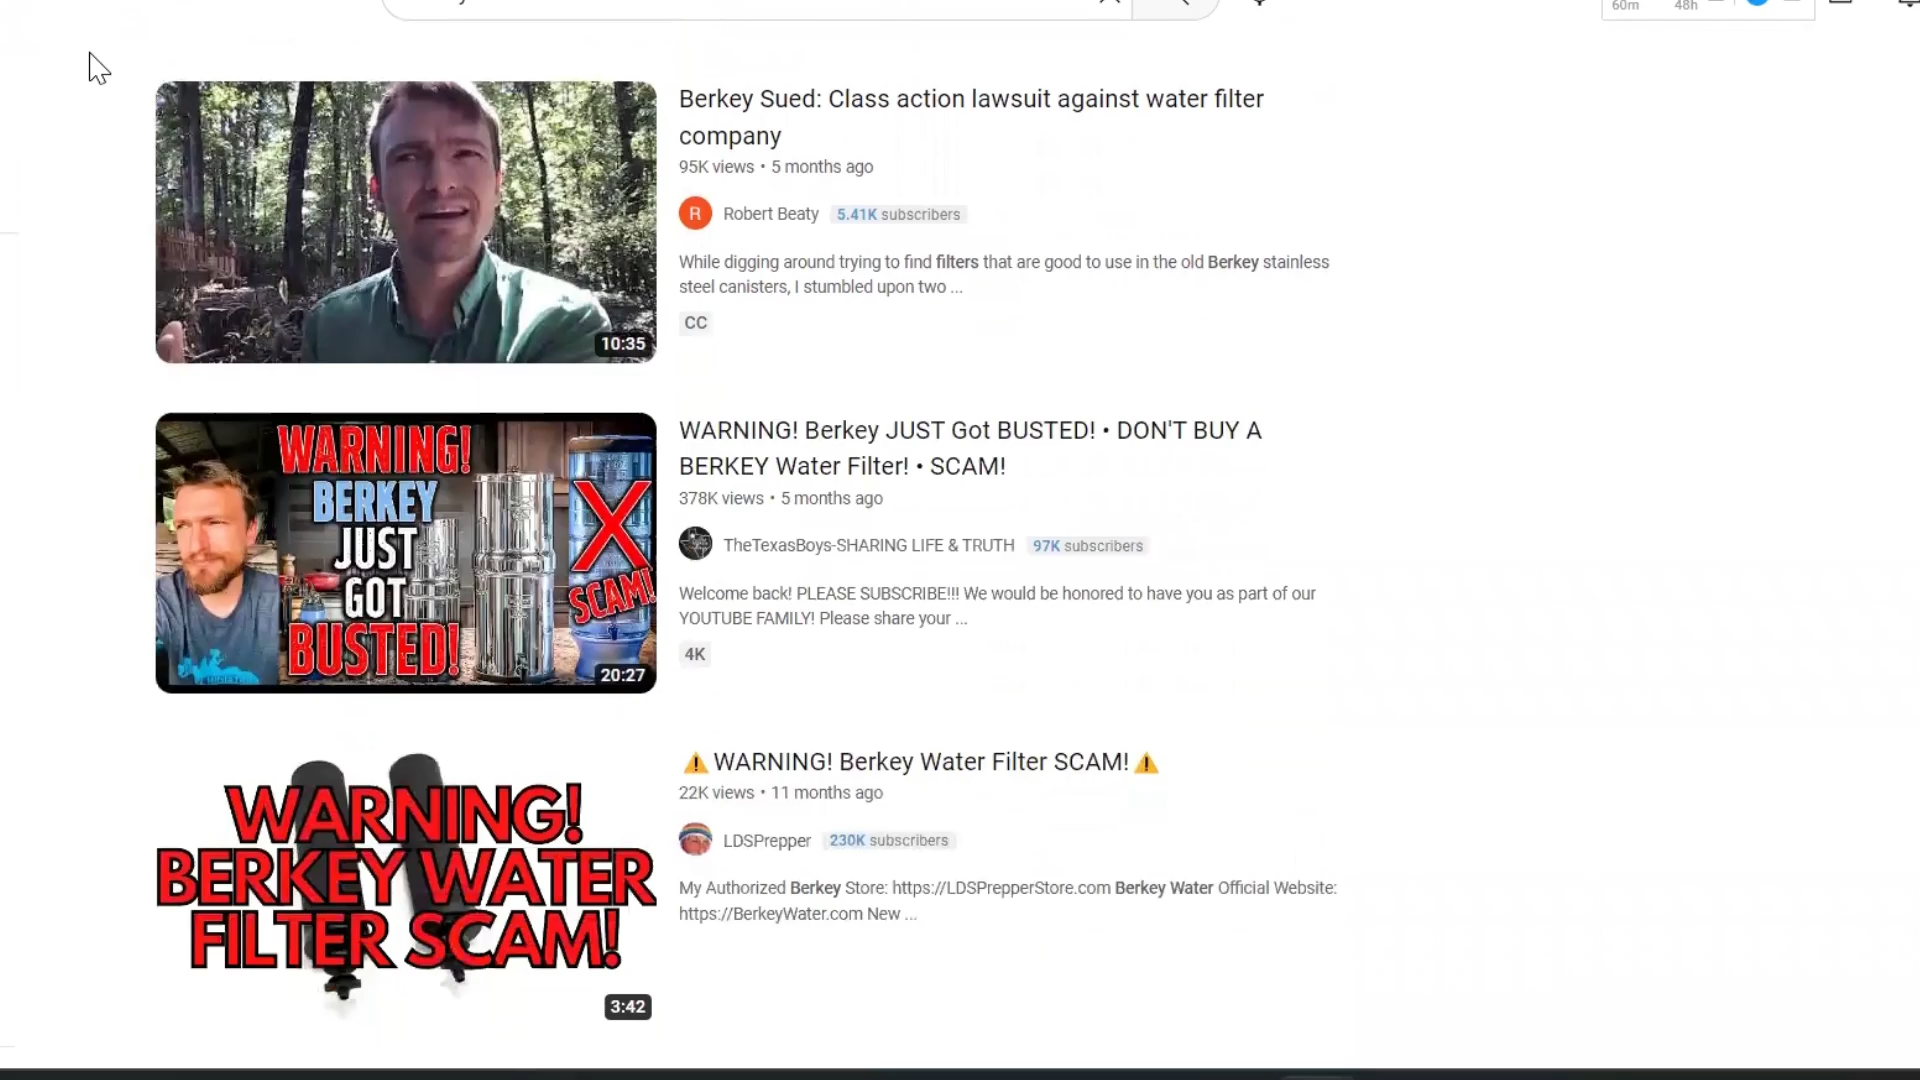 60m 48h
Berkey Sued: Class action lawsuit against water filter
company
95K views • 5 months ago
R Robert Beaty 5.41K subscribers
While digging around trying to find filters that are good to use in the old Berkey stainless
steel canisters, I stumbled upon two ...
CC
10:35
WARNING!
BERKEY
JUST
GOT
BUSTED!
SCAM!
20:27
WARNING! Berkey JUST Got BUSTED! • DON'T BUY A
BERKEY Water Filter! • SCAM!
378K views • 5 months ago
TheTexasBoys-SHARING LIFE & TRUTH 97K subscribers
Welcome back! PLEASE SUBSCRIBE!!! We would be honored to have you as part of our
YOUTUBE FAMILY! Please share your ...
4K
WARNING!
BERKEY WATER
FILTER SCAM!
3:42
⚠️ WARNING! Berkey Water Filter SCAM! ⚠️
22K views • 11 months ago
LDSPrepper 230K subscribers
My Authorized Berkey Store: https://LDSPrepperStore.com Berkey Water Official Website:
https://BerkeyWater.com New ...